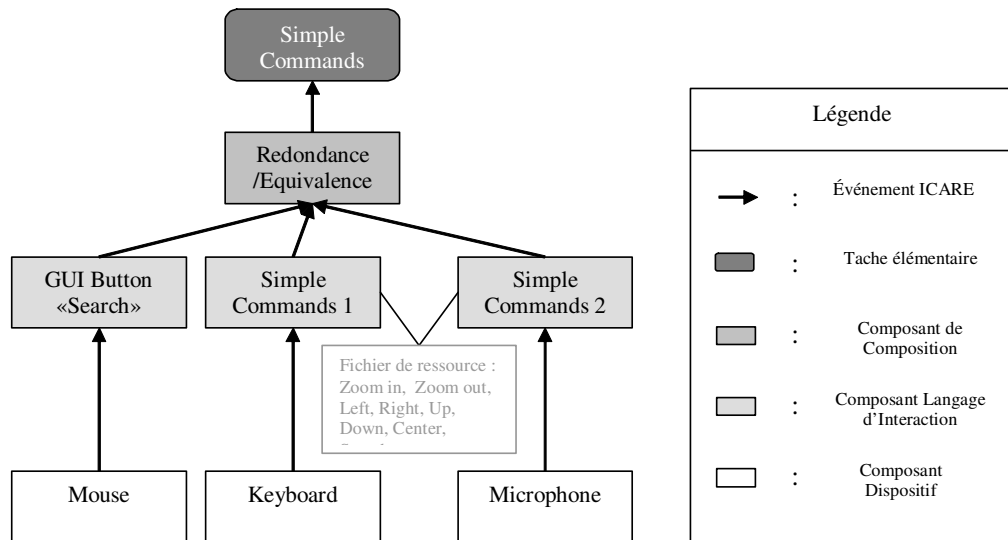 Simple
Commands
Redondance
/Equivalence
GUI Button
«Search»
Simple
Commands 1
Simple
Commands 2
Fichier de ressource :
Zoom in, Zoom out,
Left, Right, Up,
Down, Center,
Mouse
Keyboard
Microphone
Légende
: Événement ICARE
: Tache élémentaire
: Composant de
Composition
: Composant Langage
d'Interaction
: Composant
Dispositif